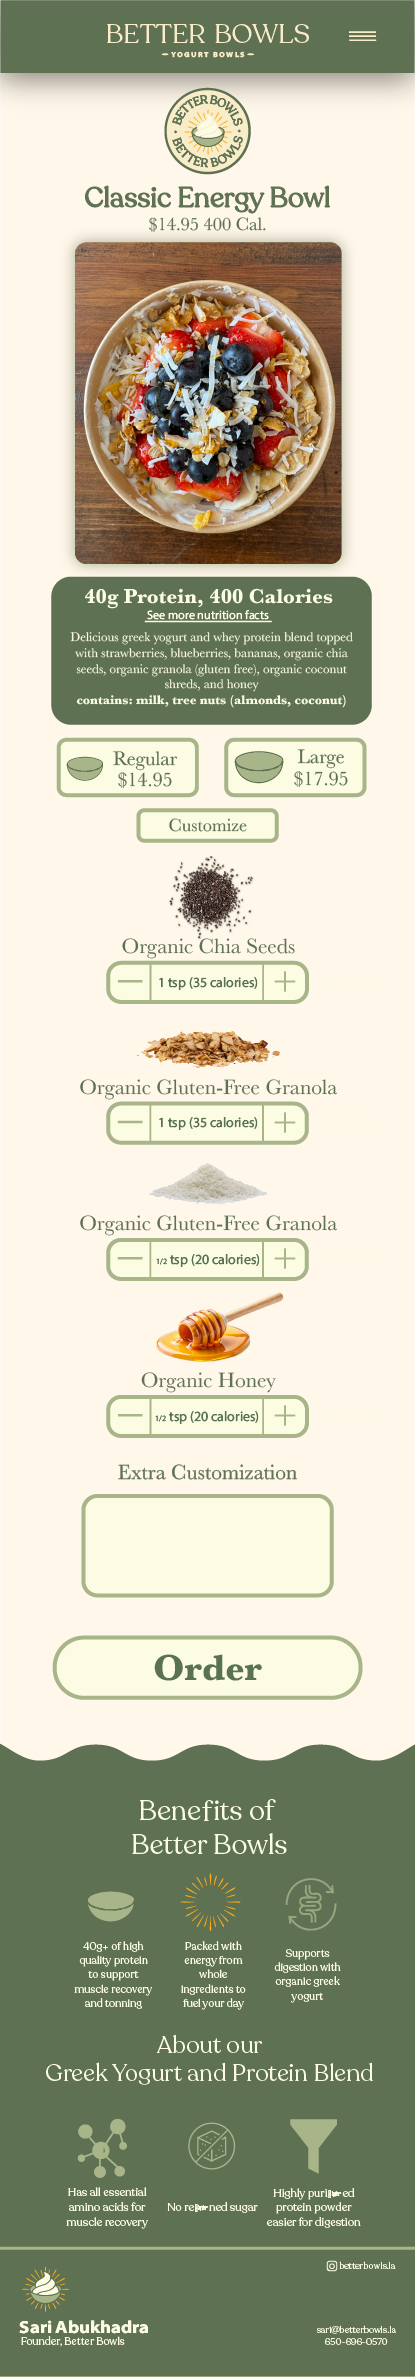 BETTER BOWLS
YOGURT BOWLS
BETTER BOWLS
BETTER BOWLS
Classic Energy Bowl
$14.95 400 Cal.
40g Protein, 400 Calories
See more nutrition facts
Delicious greek yogurt and whey protein blend topped
with strawberries, blueberries, bananas, organic chia
seeds, organic granola (gluten free), organic coconut
shreds, and honey
contains: milk, tree nuts (almonds, coconut)
Regular
$14.95
Large
$17.95
Customize
Organic Chia Seeds
1 tsp (35 calories)
Organic Gluten-Free Granola
1 tsp (35 calories)
Organic Gluten-Free Granola
1/2 tsp (20 calories)
Organic Honey
1/2 tsp (20 calories)
Extra Customization
Order
Benefits of
Better Bowls
40g+ of high
quality protein
to support
muscle recovery
and tonning
Packed with
energy from
whole
ingredients to
fuel your day
Supports
digestion with
organic greek
yogurt
About our
Greek Yogurt and Protein Blend
Has all essential
amino acids for
muscle recovery
No sugar
Highly
protein powder
easier for digestion
betterbowls.la
Sari Abukhadra
Founder, Better Bowls
sari@betterbowls.la
650-696-0570